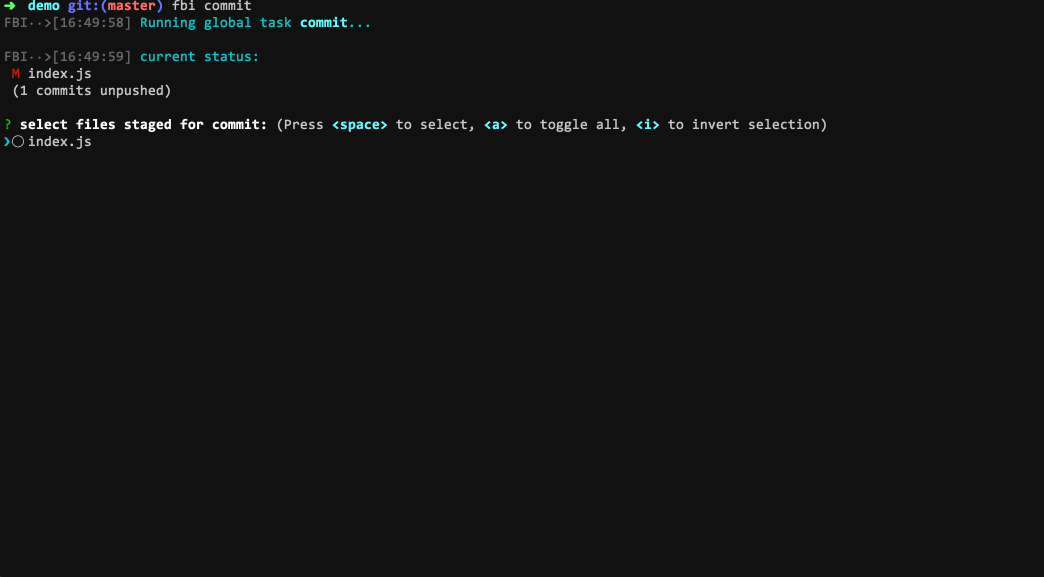 ➜ demo git:(master) fbi commit
FBI··>[16:49:58] Running global task commit...
FBI··>[16:49:59] current status:
M index.js
(1 commits unpushed)
? select files staged for commit: (Press <space> to select, <a> to toggle all, <i> to invert selection)
❯◯ index.js